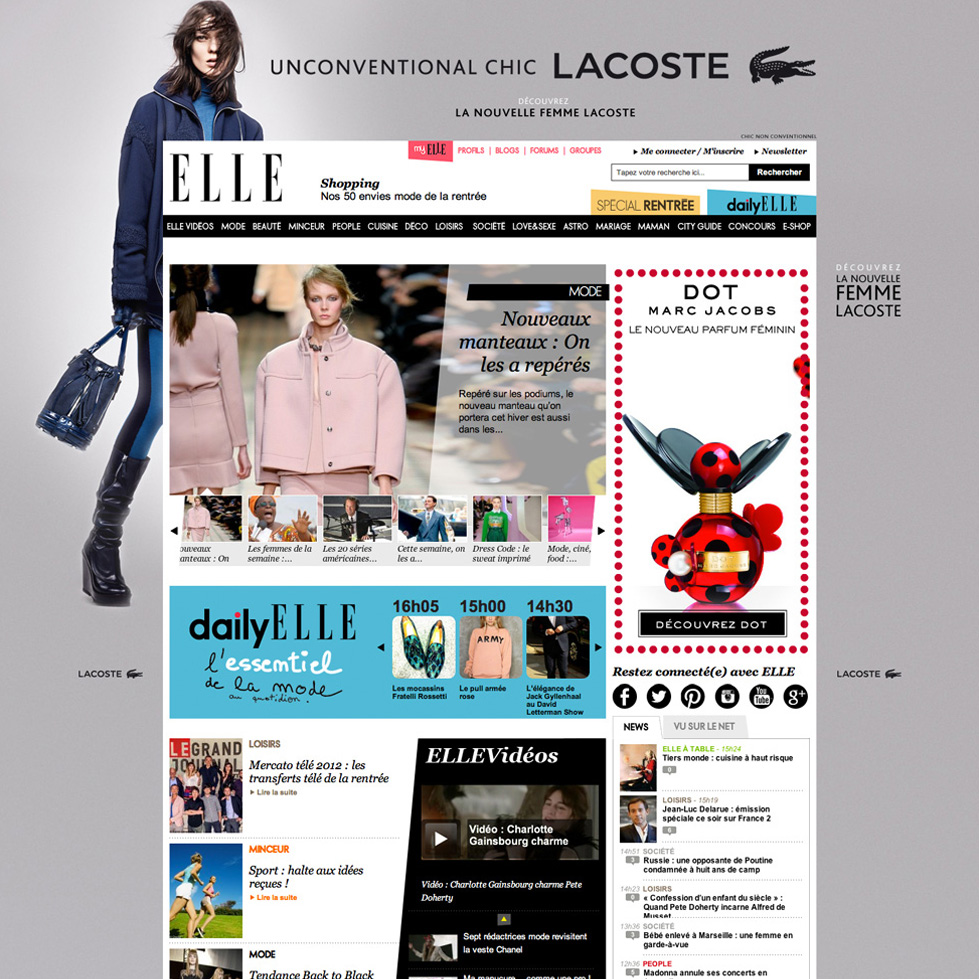 UNCONVENTIONAL CHIC LACOSTE
DÉCOUVREZ
LA NOUVELLE FEMME LACOSTE
CHIC NON CONVENTIONNEL
my ELLE PROFILS | BLOGS | FORUMS | GROUPES
Me connecter / M'inscrire Newsletter
ELLE
Shopping
Nos 50 envies mode de la rentrée
Tapez votre recherche ici... Rechercher
SPÉCIAL RENTRÉE dailyELLE
ELLE VIDÉOS MODE BEAUTÉ MINCEUR PEOPLE CUISINE DÉCO LOISIRS SOCIÉTÉ LOVE&SEXE ASTRO MARIAGE MAMAN CITY GUIDE CONCOURS E-SHOP
DÉCOUVREZ
LA NOUVELLE
FEMME
LACOSTE
MODE
Nouveaux
manteaux : On
les a repérés
Repéré sur les podiums, le
nouveau manteau qu'on
portera cet hiver est aussi
dans les...
ouveaux
anteaux : On
Les femmes de la
semaine :...
Les 20 séries
américaines...
Cette semaine, on
les a...
Dress Code : le
sweat imprimé
Mode, ciné,
food :...
DOT
MARC JACOBS
LE NOUVEAU PARFUM FÉMININ
DÉCOUVREZ DOT
dailyELLE
l'essentiel
de la mode
au quotidien.
16h05
Les mocassins
Fratelli Rossetti
15h00
ARMY
Le pull armée
rose
14h30
L'élégance de
Jack Gyllenhaal
au David
Letterman Show
LACOSTE
LACOSTE
Restez connecté(e) avec ELLE
You
Tube
g+
NEWS VU SUR LE NET
ELLE À TABLE - 15h24
Tiers monde : cuisine à haut risque
0
LOISIRS - 15h19
Jean-Luc Delarue : émission
spéciale ce soir sur France 2
6
14h51 SOCIÉTÉ
Russie : une opposante de Poutine
condamnée à huit ans de camp
14h23 LOISIRS
« Confession d'un enfant du siècle » :
Quand Pete Doherty incarne Alfred de
Musset
13h36 SOCIÉTÉ
Bébé enlevé à Marseille : une femme en
garde-à-vue
12h36 PEOPLE
Madonna annule ses concerts en
LE GRAND
JOURNAL
LOISIRS
Mercato télé 2012 : les
transferts télé de la rentrée
Lire la suite
MINCEUR
Sport : halte aux idées
reçues !
Lire la suite
MODE
Tendance Back to Black
ELLEVidéos
Vidéo : Charlotte
Gainsbourg charme
Vidéo : Charlotte Gainsbourg charme Pete
Doherty
Sept rédactrices mode revisitent
la veste Chanel
Ma manucure... comme une pro !